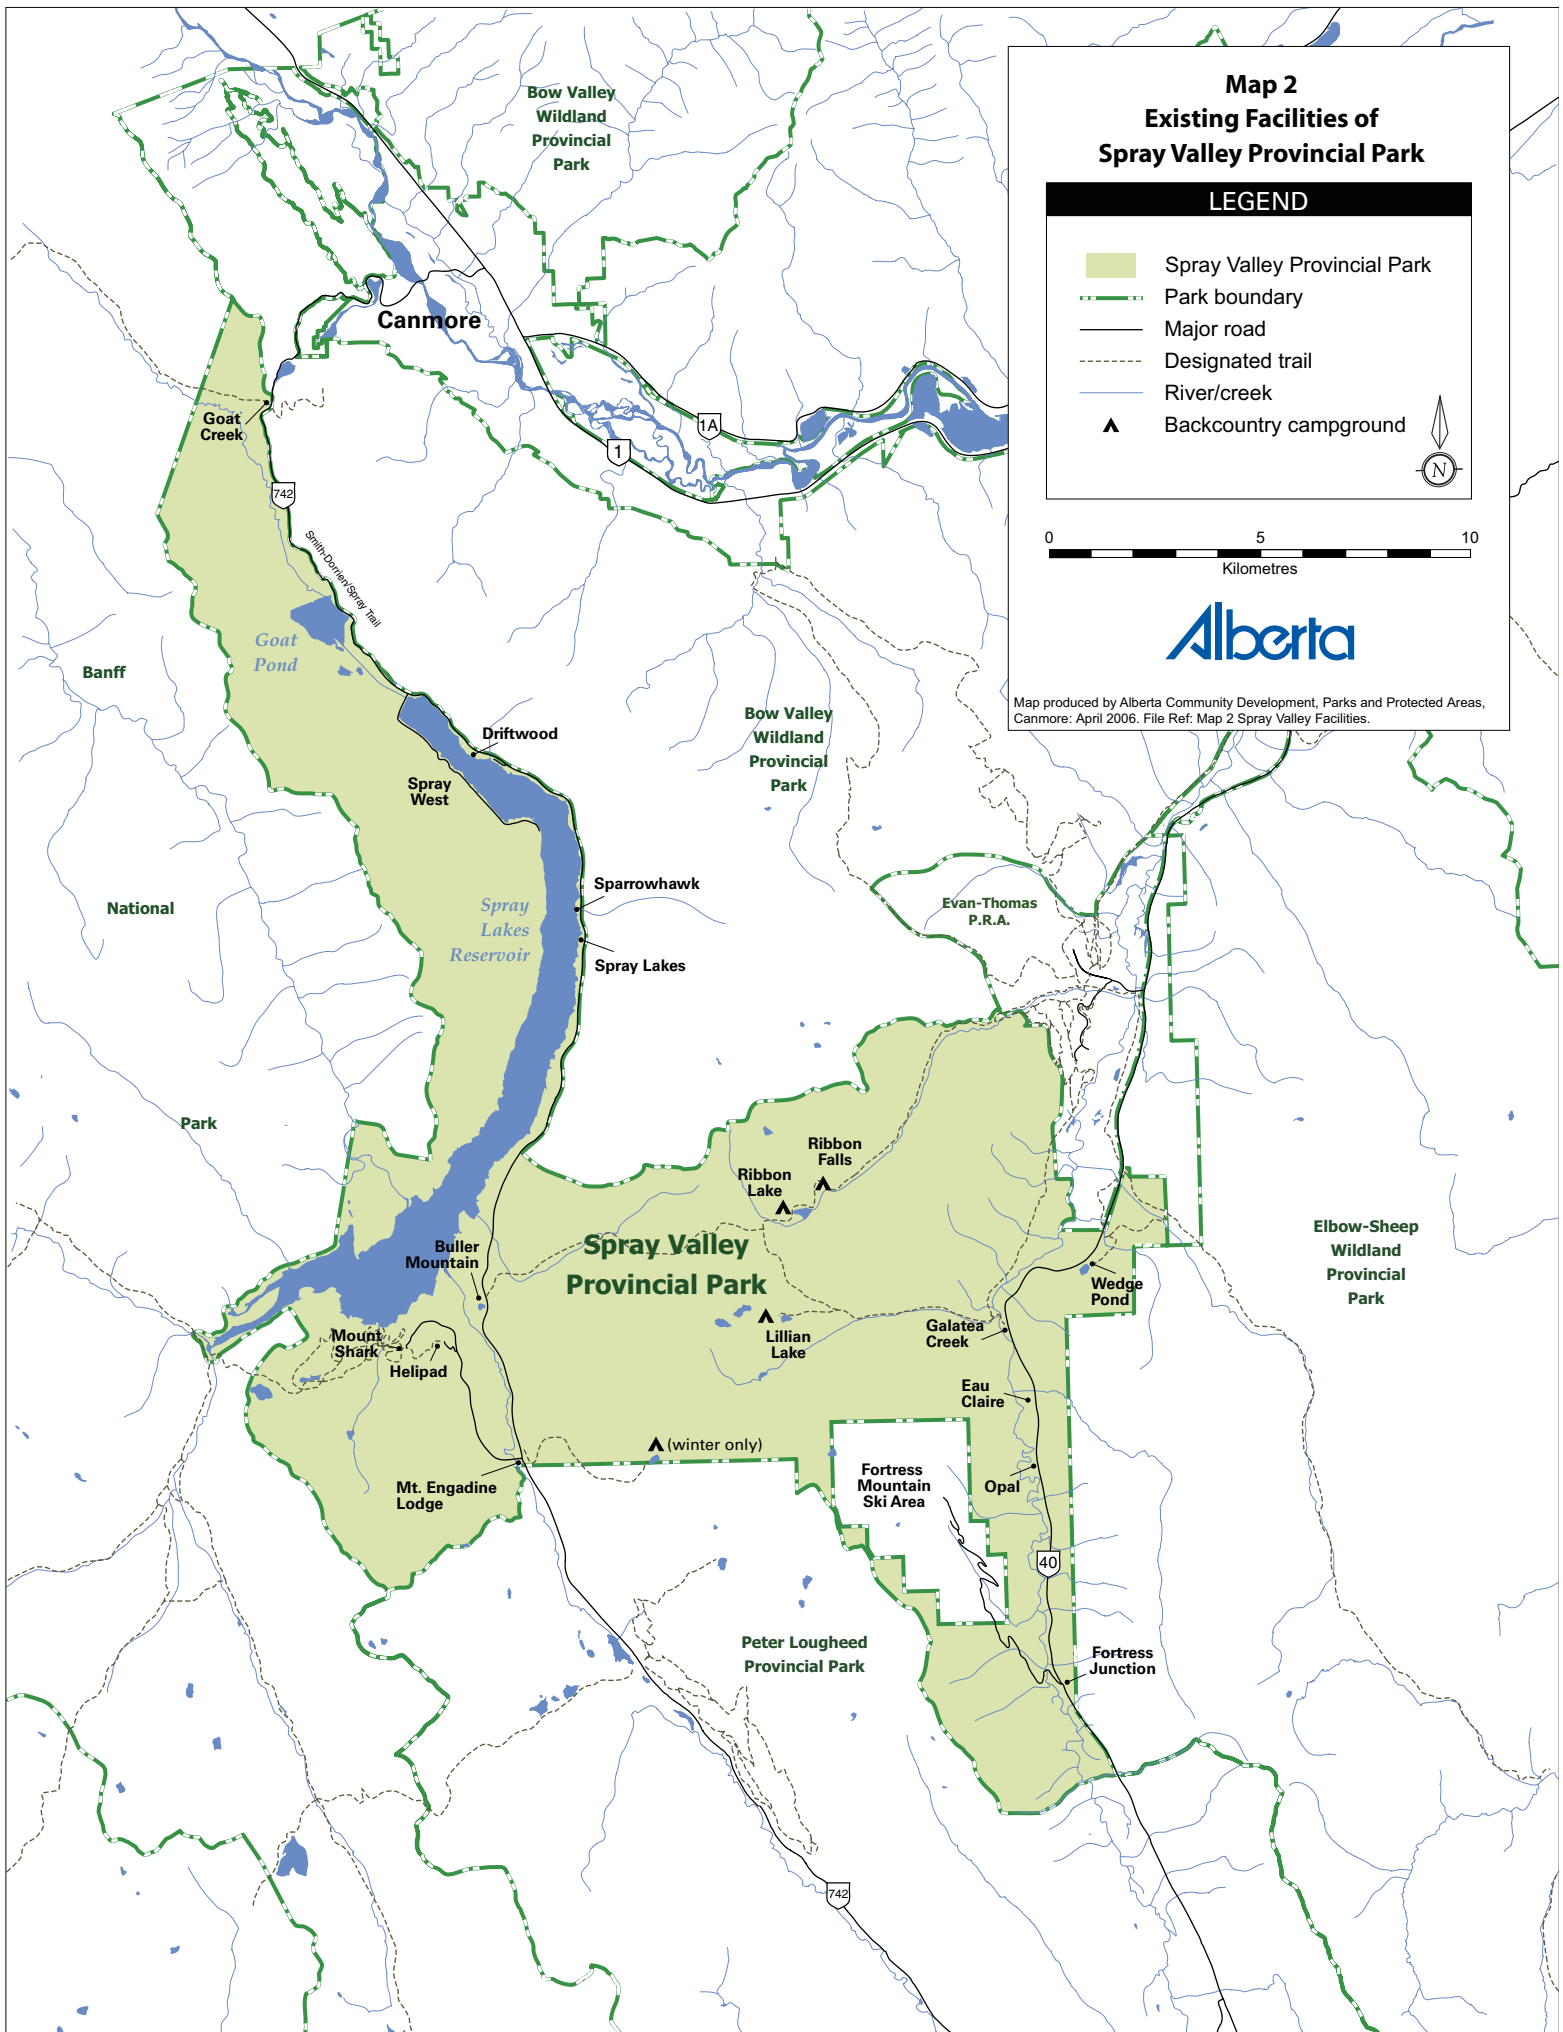 Map 2
Existing Facilities of
Spray Valley Provincial Park
LEGEND
Spray Valley Provincial Park
Park boundary
Major road
Designated trail
River/creek
Backcountry campground
N
0 5 10
Kilometres
Alberta
Map produced by Alberta Community Development, Parks and Protected Areas,
Canmore: April 2006. File Ref: Map 2 Spray Valley Facilities.
Bow Valley
Wildland
Provincial
Park
Canmore
1A
1
Goat
Creek
742
Smith-Dorrien/Spray Trail
Goat
Pond
Banff
National
Park
Driftwood
Spray
West
Bow Valley
Wildland
Provincial
Park
Sparrowhawk
Spray
Lakes
Reservoir
Spray Lakes
Evan-Thomas
P.R.A.
Ribbon
Falls
Ribbon
Lake
Spray Valley
Provincial Park
Buller
Mountain
Elbow-Sheep
Wildland
Provincial
Park
Wedge
Pond
Mount
Shark
Helipad
Lillian
Lake
Galatea
Creek
Eau
Claire
(winter only)
Mt. Engadine
Lodge
Fortress
Mountain
Ski Area
Opal
40
Peter Lougheed
Provincial Park
Fortress
Junction
742